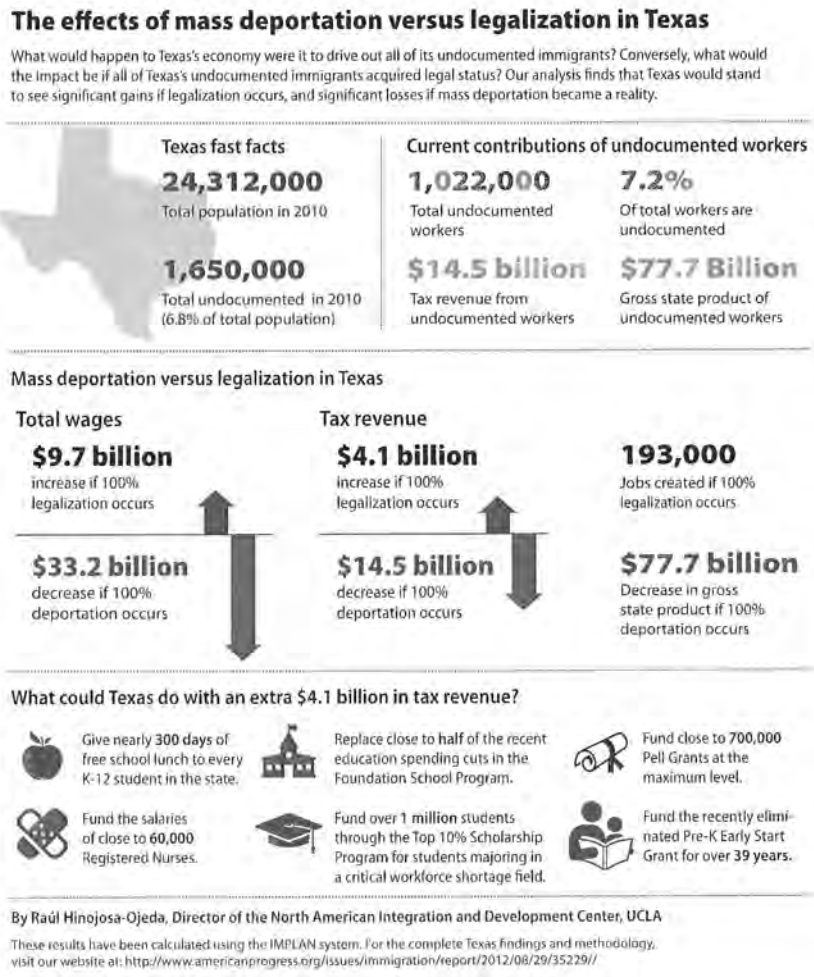 The effects of mass deportation versus legalization in Texas
What would happen to Texas's economy were it to drive out all of its undocumented immigrants? Conversely, what would
the impact be if all of Texas's undocumented immigrants acquired legal status? Our analysis finds that Texas would stand
to see significant gains if legalization occurs, and significant losses if mass deportation became a reality.
Texas fast facts
24,312,000
Total population in 2010
1,650,000
Total undocumented in 2010
(6.8% of total population)
Current contributions of undocumented workers
1,022,000
Total undocumented
workers
7.2%
Of total workers are
undocumented
$14.5 billion
Tax revenue from
undocumented workers
$77.7 Billion
Gross state product of
undocumented workers
Mass deportation versus legalization in Texas
Total wages
$9.7 billion
increase if 100%
legalization occurs
$33.2 billion
decrease if 100%
deportation occurs
Tax revenue
$4.1 billion
increase if 100%
legalization occurs
$14.5 billion
decrease if 100%
deportation occurs
193,000
Jobs created if 100%
legalization occurs
$77.7 billion
Decrease in gross
state product if 100%
deportation occurs
What could Texas do with an extra $4.1 billion in tax revenue?
Give nearly 300 days of
free school lunch to every
K-12 student in the state.
Replace close to half of the recent
education spending cuts in the
Foundation School Program.
Fund close to 700,000
Pell Grants at the
maximum level.
Fund the salaries
of close to 60,000
Registered Nurses.
Fund over 1 million students
through the Top 10% Scholarship
Program for students majoring in
a critical workforce shortage field.
Fund the recently elimi-
nated Pre-K Early Start
Grant for over 39 years.
By Raúl Hinojosa-Ojeda, Director of the North American Integration and Development Center, UCLA
These results have been calculated using the IMPLAN system. For the complete Texas findings and methodology,
visit our website at: http://www.americanprogress.org/issues/immigration/report/2012/08/29/35229//